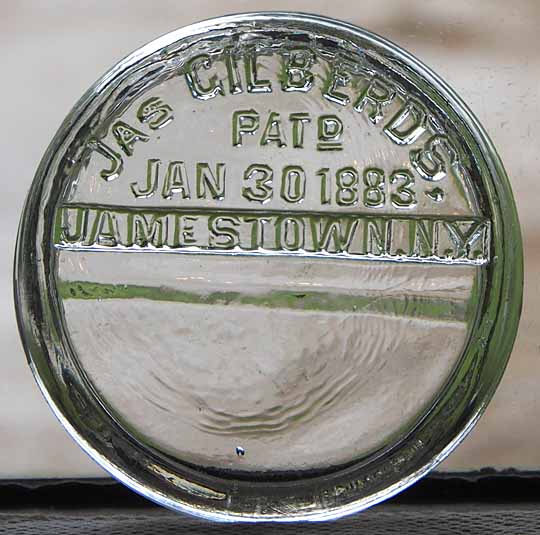 JAS GILBERDS
PATD
JAN 30 1883.
JAMESTOWN.N.Y.